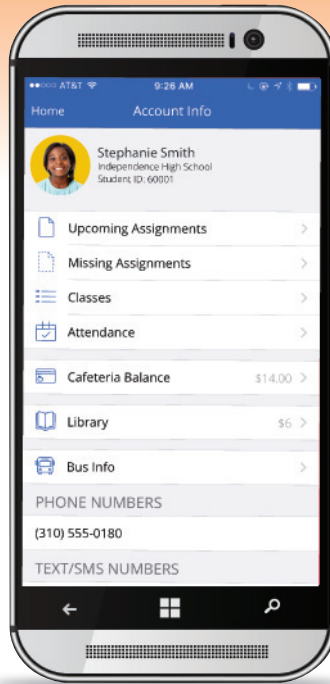 AT&T 9:26 AM
Home Account Info
Stephanie Smith
Independence High School
Student ID: 60001
Upcoming Assignments
Missing Assignments
Classes
Attendance
Cafeteria Balance $14.00
Library $6
Bus Info
PHONE NUMBERS
(310) 555-0180
TEXT/SMS NUMBERS